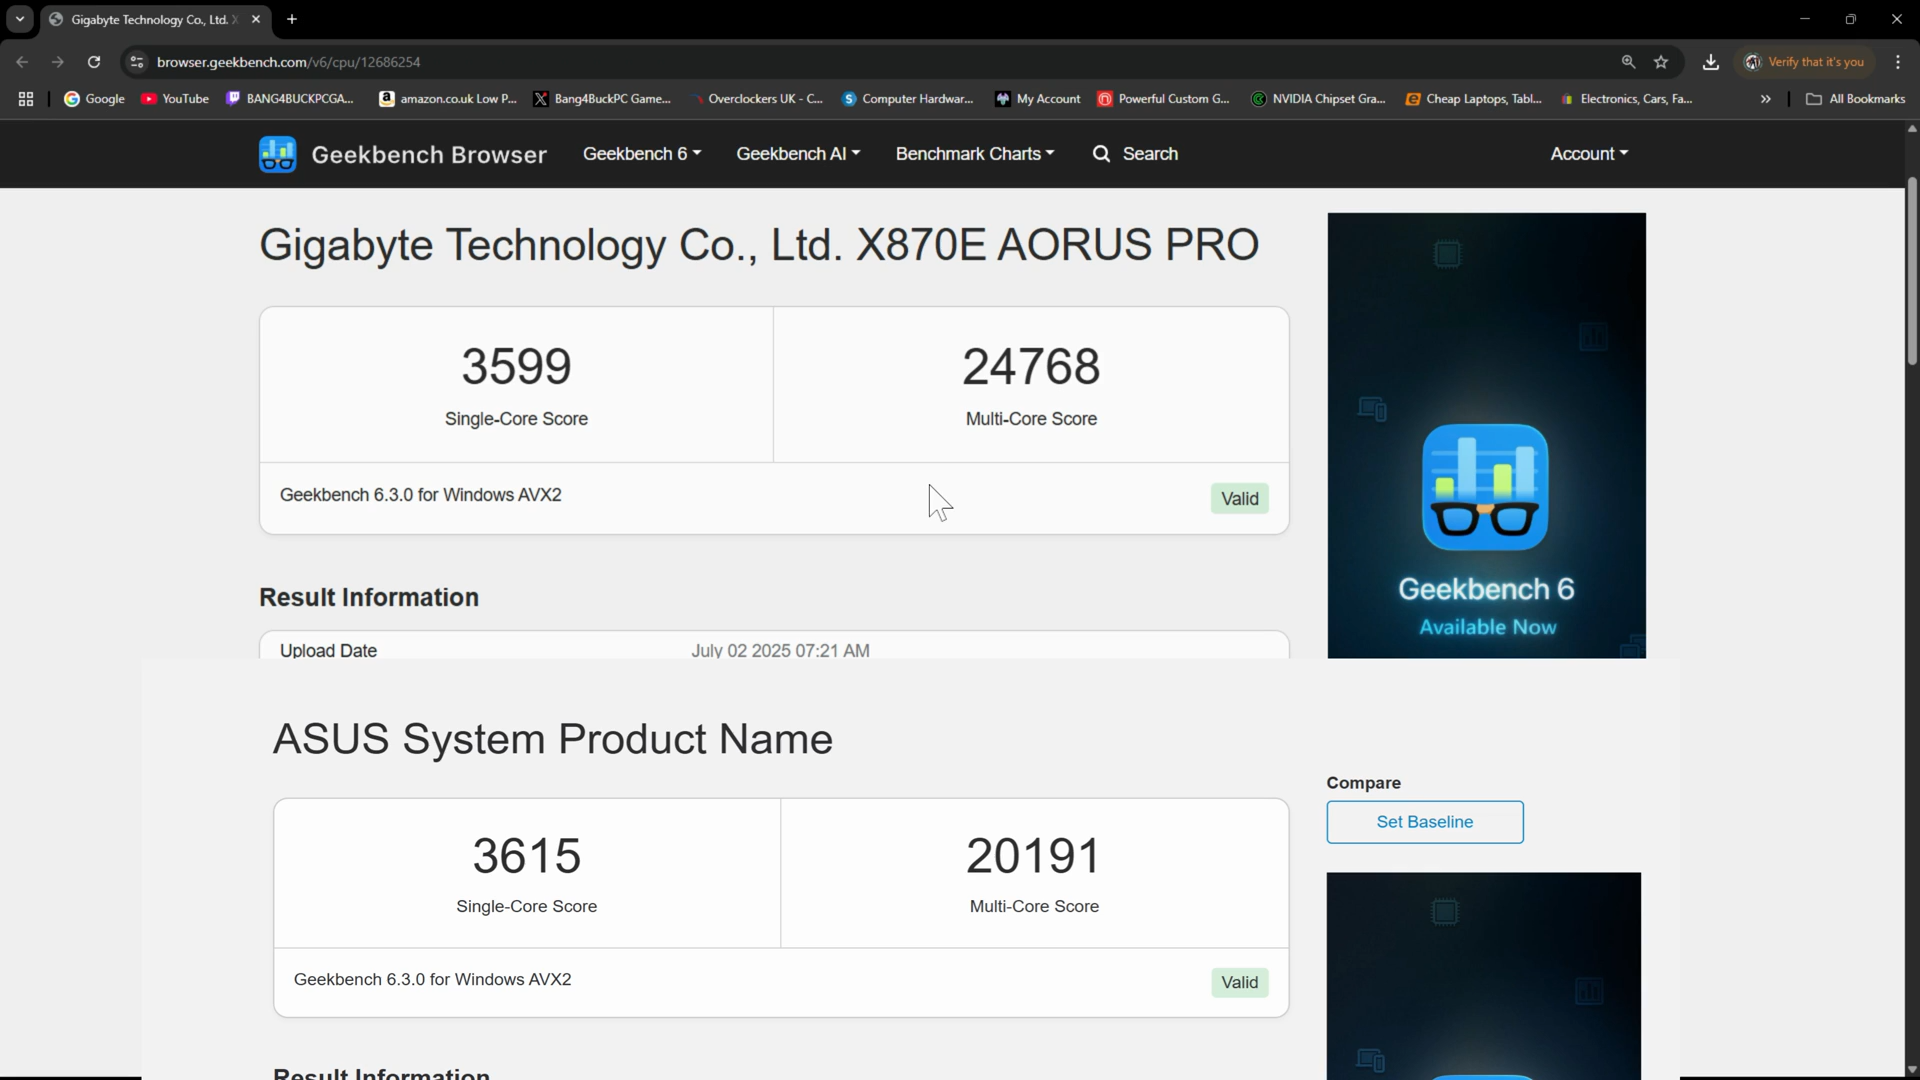 Gigabyte Technology Co., Ltd.
browser.geekbench.com/v6/cpu/12686254
Verify that it's you
Google
YouTube
BANG4BUCKPCGA...
amazon.co.uk Low P...
Bang4BuckPC Game...
Overclockers UK - C...
Computer Hardwar...
My Account
Powerful Custom G...
NVIDIA Chipset Gra...
Cheap Laptops, Tabl...
Electronics, Cars, Fa...
All Bookmarks
Geekbench Browser
Geekbench 6
Geekbench AI
Benchmark Charts
Search
Account
Gigabyte Technology Co., Ltd. X870E AORUS PRO
3599
Single-Core Score
24768
Multi-Core Score
Geekbench 6.3.0 for Windows AVX2
Valid
Geekbench 6
Available Now
Result Information
Upload Date
July 02 2025 07:21 AM
ASUS System Product Name
Compare
Set Baseline
3615
Single-Core Score
20191
Multi-Core Score
Geekbench 6.3.0 for Windows AVX2
Valid
Result Information